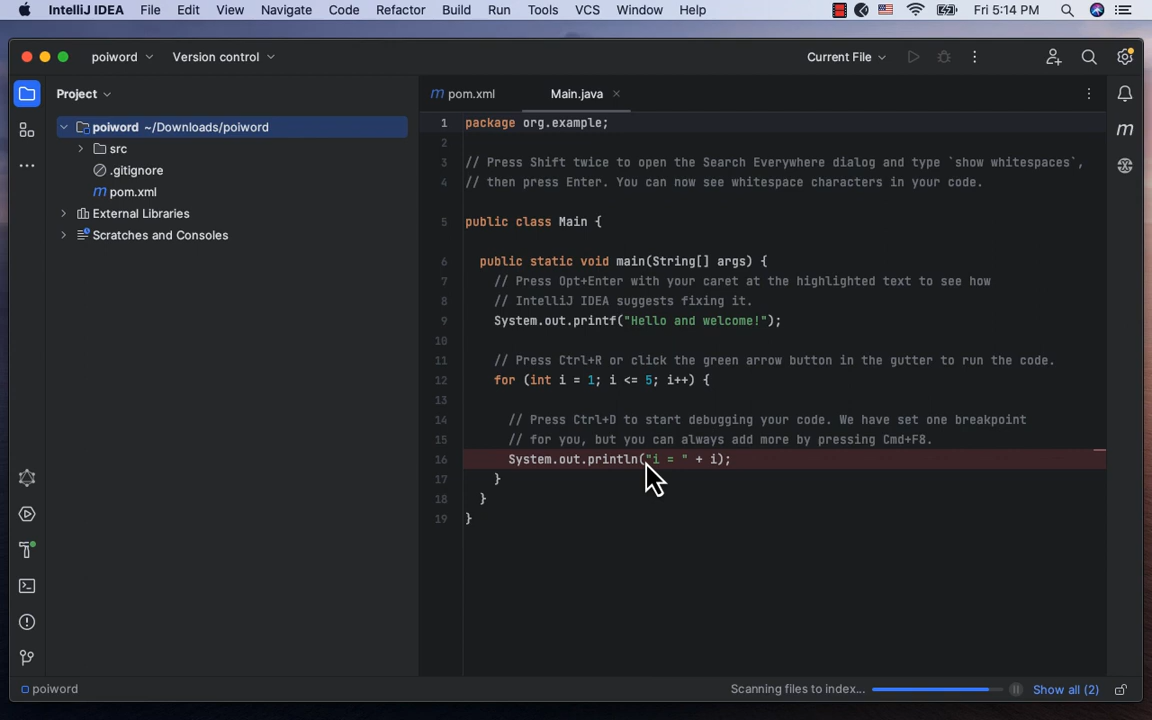 IntelliJ IDEA File Edit View Navigate Code Refactor Build Run Tools VCS Window Help Fri 5:14 PM
poiword Version control Current File
Project
pom.xml Main.java
poiword ~/Downloads/poiword
src
.gitignore
pom.xml
External Libraries
Scratches and Consoles
1 package org.example;
2
3 // Press Shift twice to open the Search Everywhere dialog and type `show whitespaces`,
4 // then press Enter. You can now see whitespace characters in your code.
5 public class Main {
6 public static void main(String[] args) {
7 // Press Opt+Enter with your caret at the highlighted text to see how
8 // IntelliJ IDEA suggests fixing it.
9 System.out.printf("Hello and welcome!");
10
11 // Press Ctrl+R or click the green arrow button in the gutter to run the code.
12 for (int i = 1; i <= 5; i++) {
13
14 // Press Ctrl+D to start debugging your code. We have set one breakpoint
15 // for you, but you can always add more by pressing Cmd+F8.
16 System.out.println("i = " + i);
17 }
18 }
19 }
poiword Scanning files to index... Show all (2)